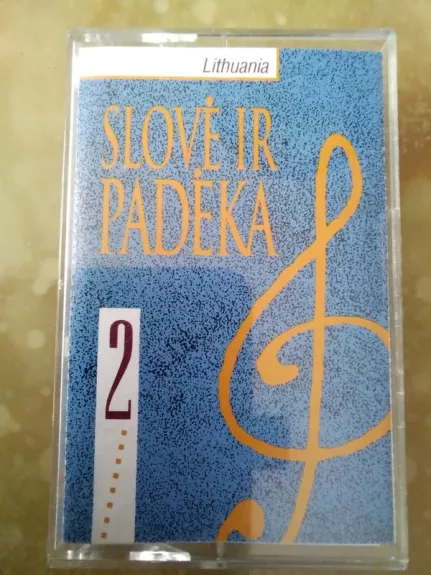 Lithuania
SLOVĖ IR
PADĖKA
2